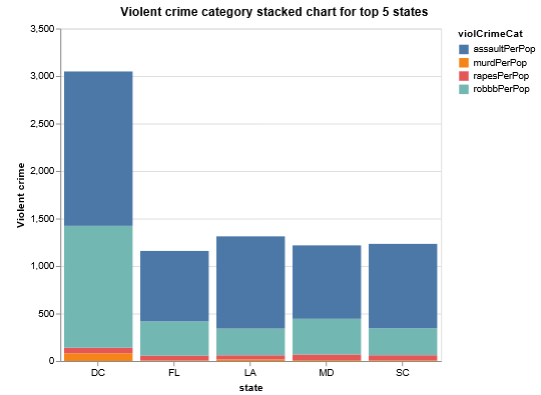 Violent crime category stacked chart for top 5 states
violCrimeCat
assaultPerPop
murdPerPop
rapesPerPop
robbbPerPop
Violent crime
3,500
3,000
2,500
2,000
1,500
1,000
500
0
DC FL LA MD SC
state